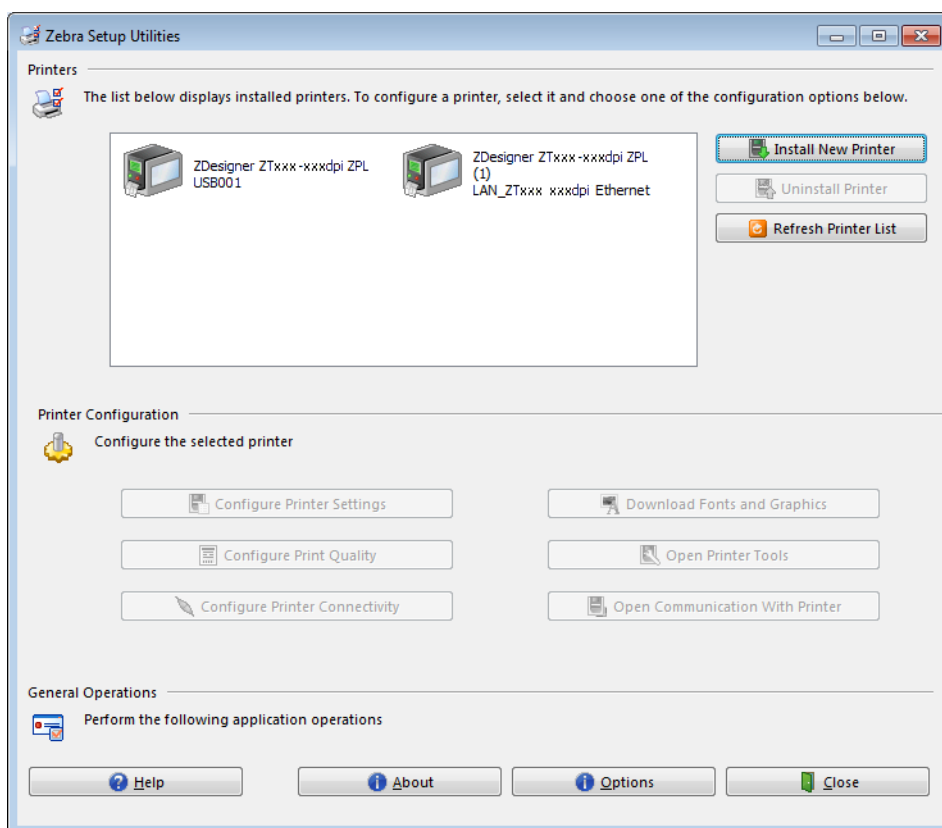 Zebra Setup Utilities
Printers
The list below displays installed printers. To configure a printer, select it and choose one of the configuration options below.
ZDesigner ZTxxx-xxxdpi ZPL
USB001
ZDesigner ZTxxx-xxxdpi ZPL
(1)
LAN_ZTxxx xxxdpi Ethernet
Install New Printer
Uninstall Printer
Refresh Printer List
Printer Configuration
Configure the selected printer
Configure Printer Settings
Download Fonts and Graphics
Configure Print Quality
Open Printer Tools
Configure Printer Connectivity
Open Communication With Printer
General Operations
Perform the following application operations
Help
About
Options
Close